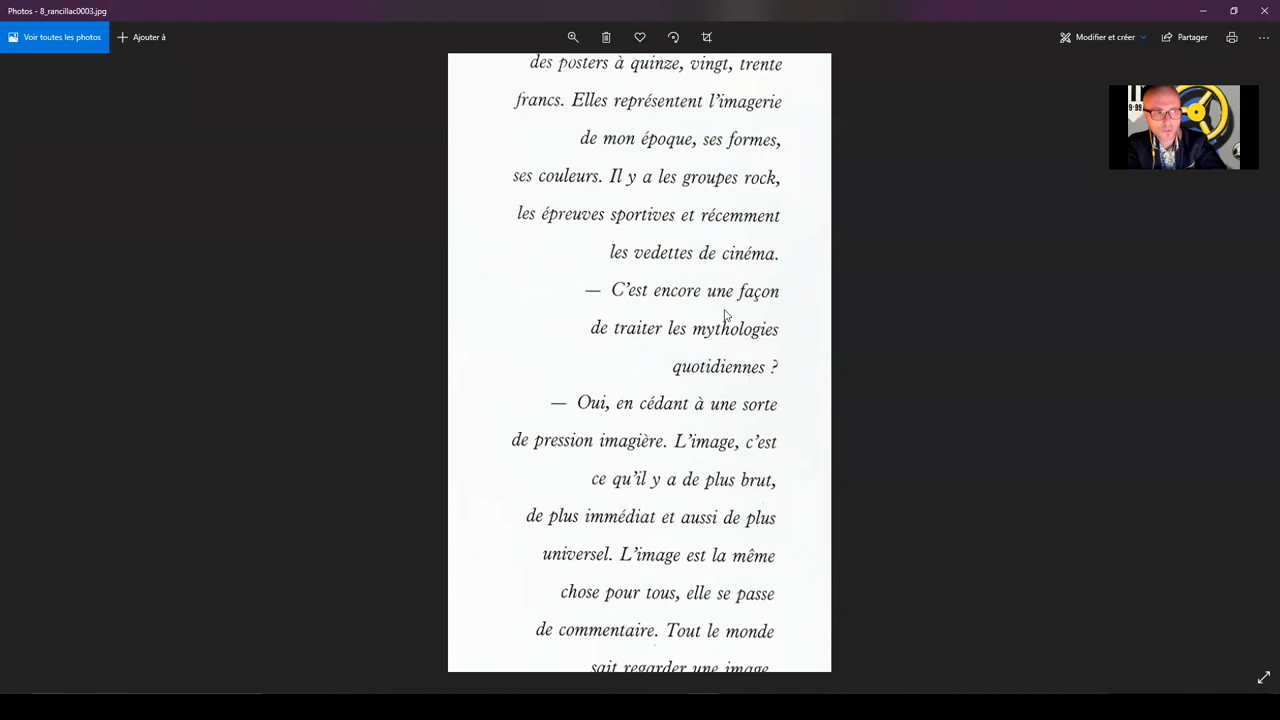 Photos - 8_rancillac0003.jpg
Voir toutes les photos
Ajouter à
Modifier et créer
Partager
des posters à quinze, vingt, trente
francs. Elles représentent l'imagerie
de mon époque, ses formes,
ses couleurs. Il y a les groupes rock,
les épreuves sportives et récemment
les vedettes de cinéma.
— C'est encore une façon
de traiter les mythologies
quotidiennes ?
— Oui, en cédant à une sorte
de pression imagière. L'image, c'est
ce qu'il y a de plus brut,
de plus immédiat et aussi de plus
universel. L'image est la même
chose pour tous, elle se passe
de commentaire. Tout le monde
sait regarder une image